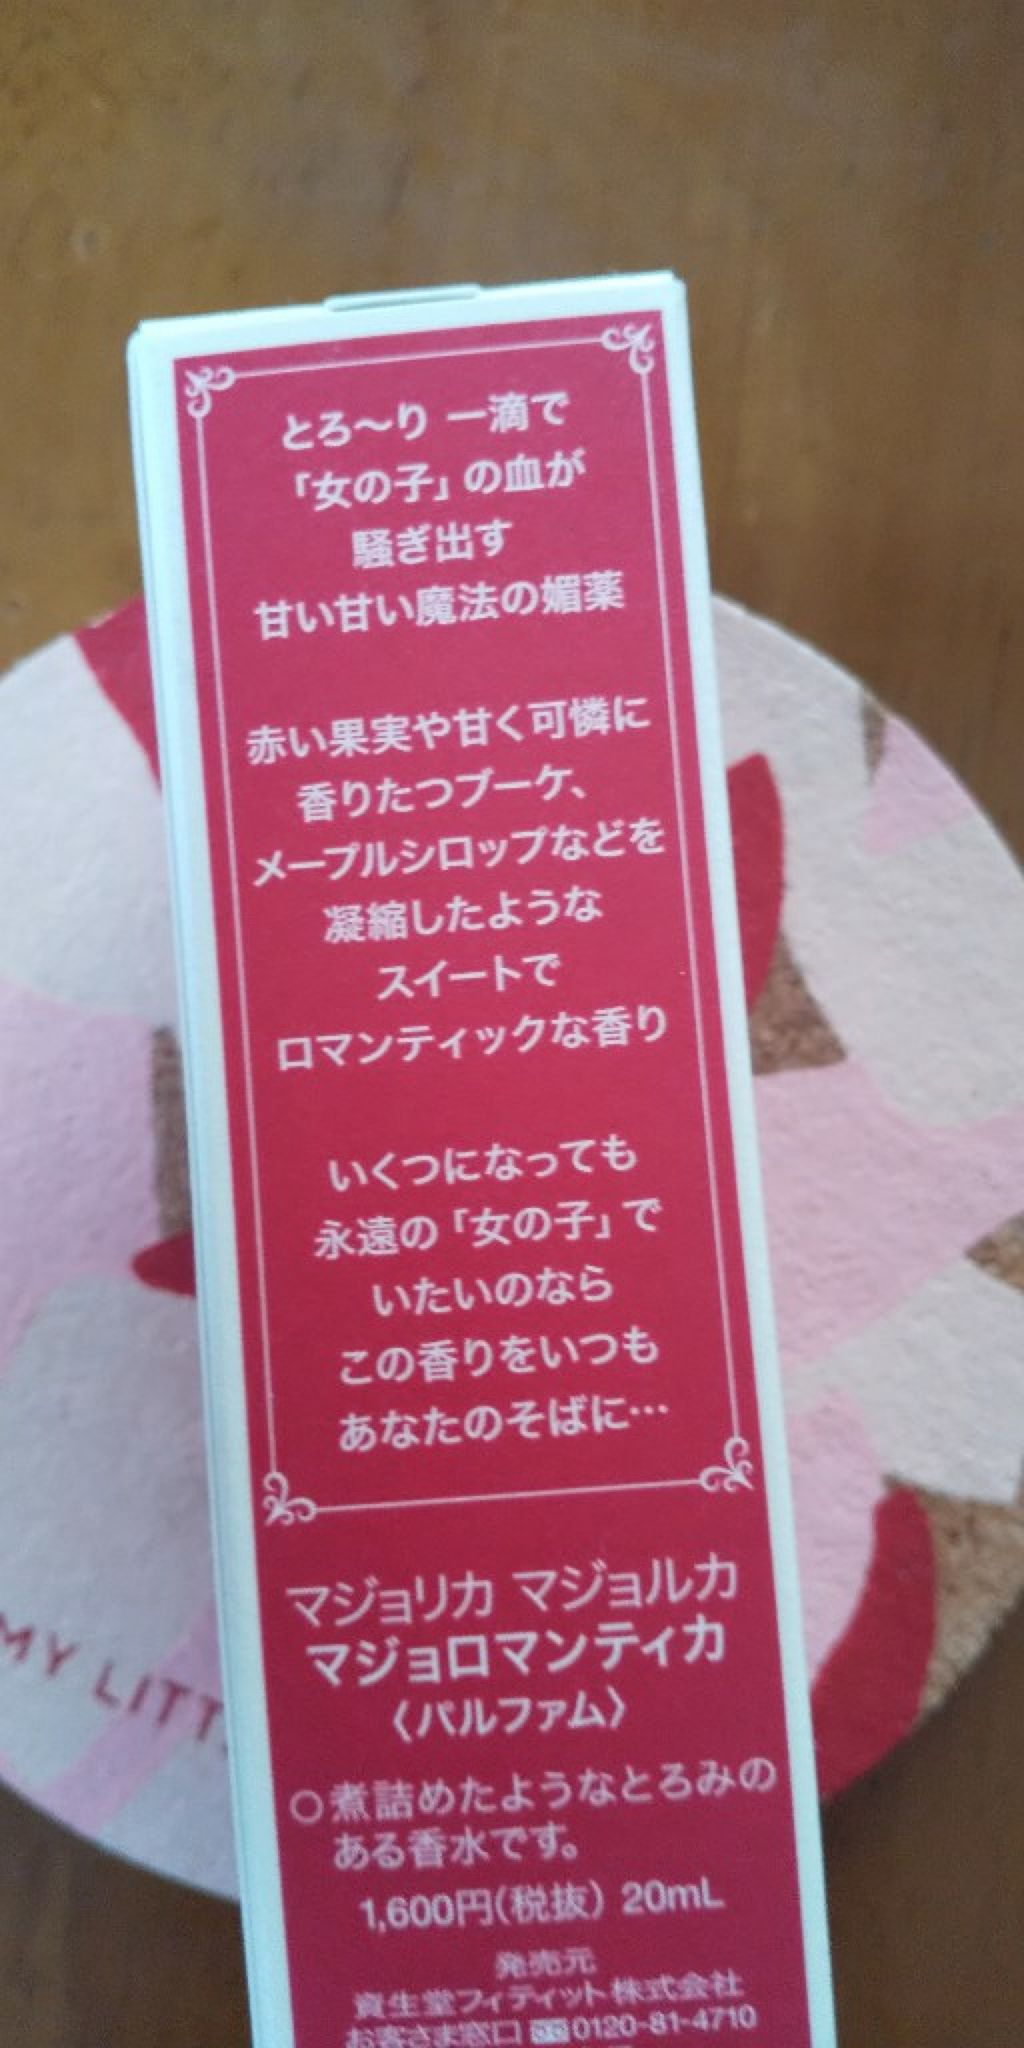 とろ〜り 一滴で
「女の子」の血が
騒ぎ出す
甘い甘い魔法の媚薬
赤い果実や甘く可憐に
香りたつブーケ、
メープルシロップなどを
凝縮したような
スイートで
ロマンティックな香り
いくつになっても
永遠の「女の子」で
いたいのなら
この香りをいつも
あなたのそばに…
マジョリカ マジョルカ
マジョロマンティカ
〈パルファム〉
○煮詰めたようなとろみの
ある香水です。
1,600円(税抜) 20mL
発売元
資生堂フィティット株式会社
お客さま窓口 0120-81-4710
MY LITT